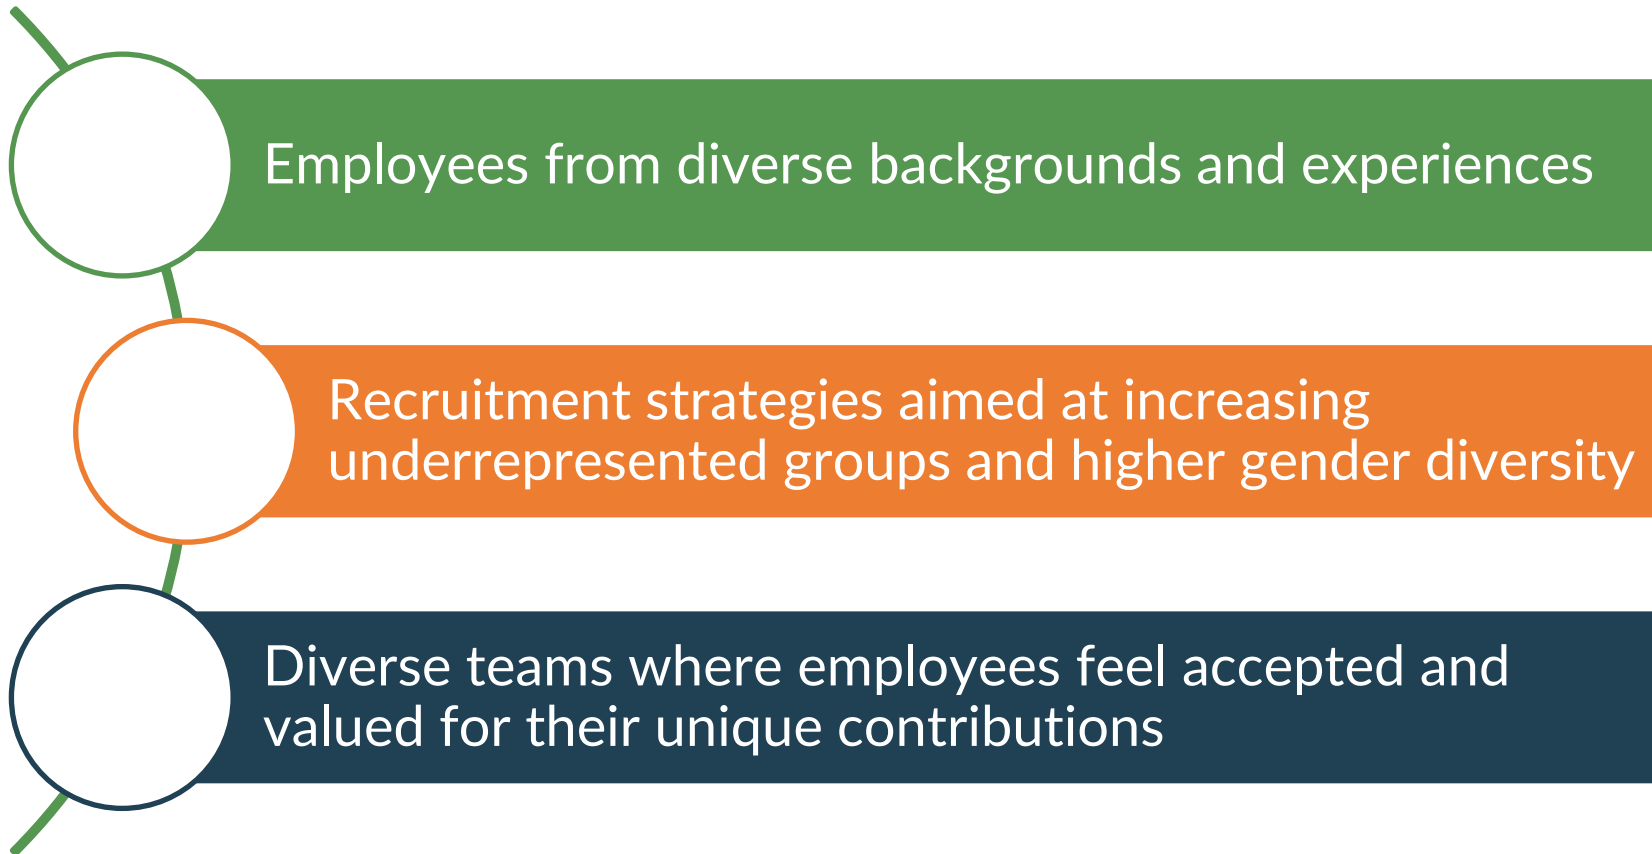 Employees from diverse backgrounds and experiences
Recruitment strategies aimed at increasing
underrepresented groups and higher gender diversity
Diverse teams where employees feel accepted and
valued for their unique contributions